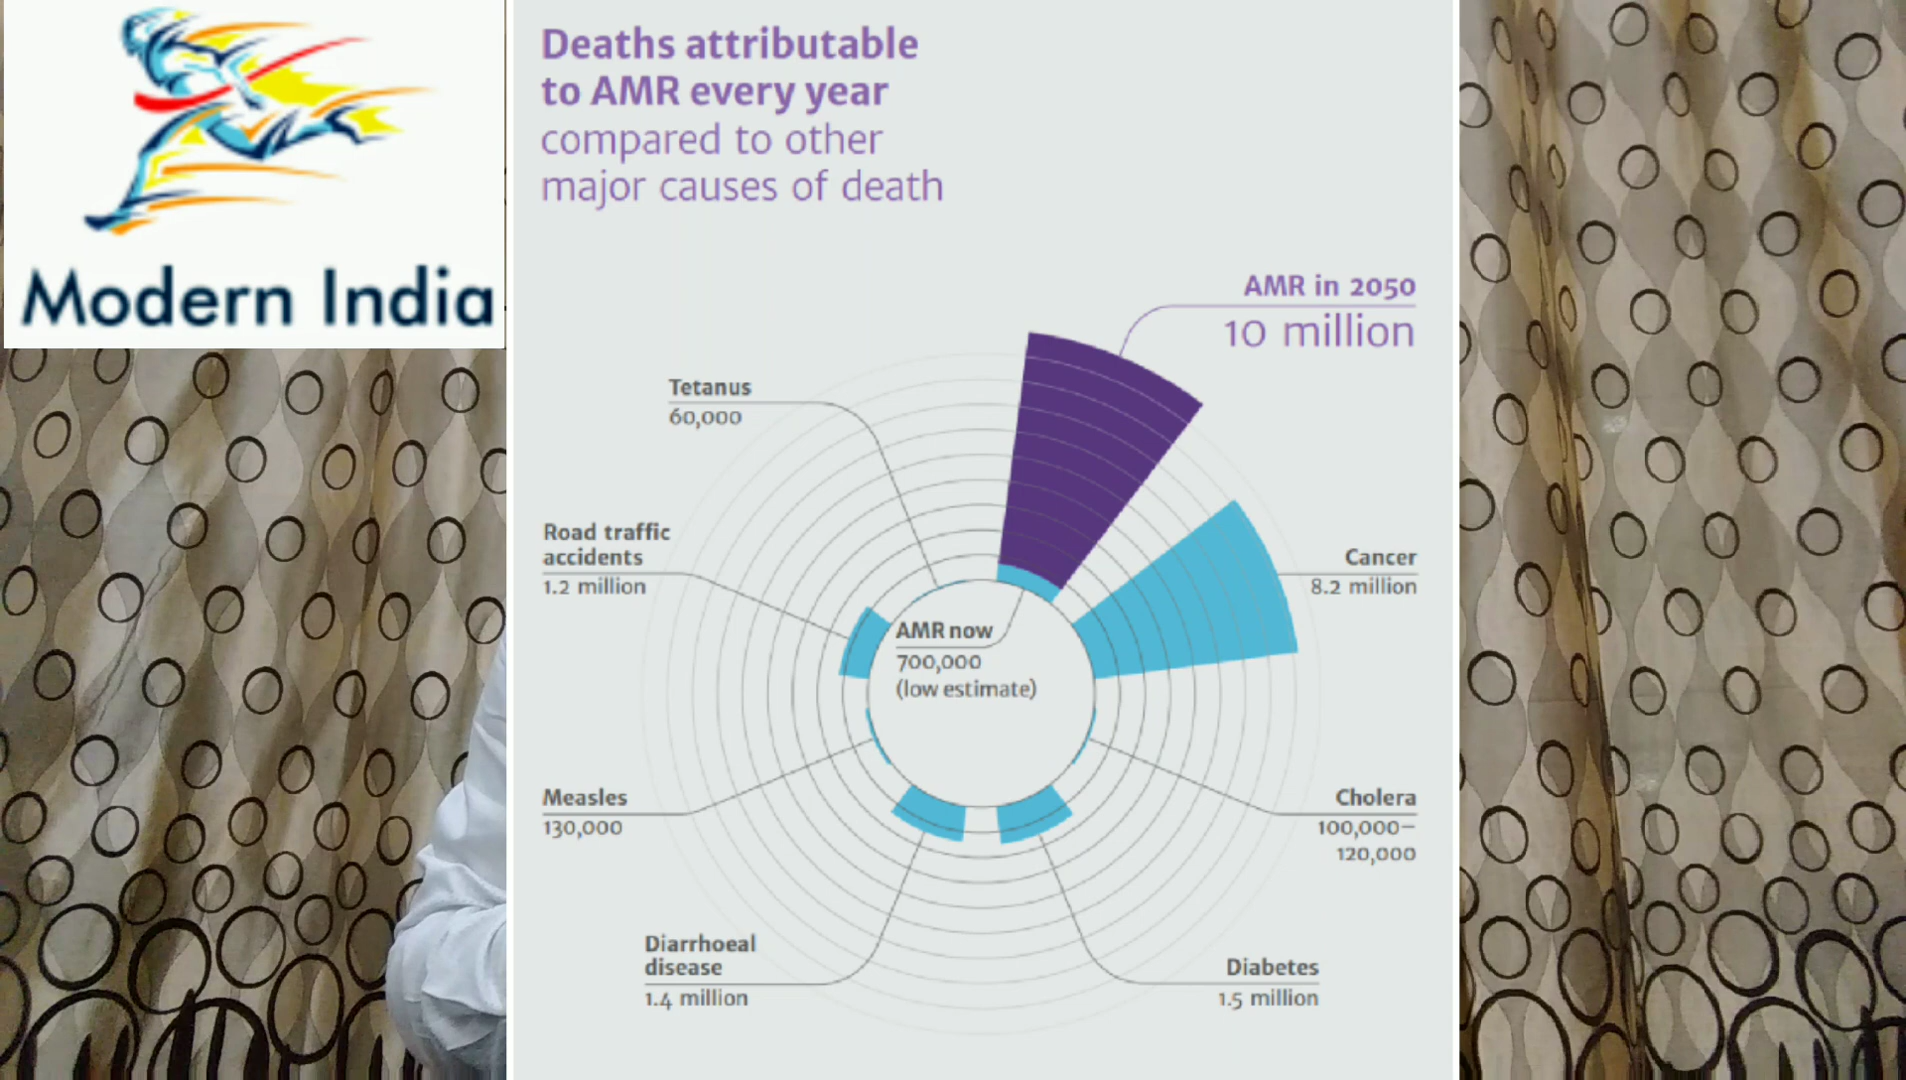 Modern India
Deaths attributable
to AMR every year
compared to other
major causes of death
AMR in 2050
10 million
Tetanus
60,000
Road traffic
accidents
1.2 million
Cancer
8.2 million
AMR now
700,000
(low estimate)
Measles
130,000
Cholera
100,000–
120,000
Diarrhoeal
disease
1.4 million
Diabetes
1.5 million